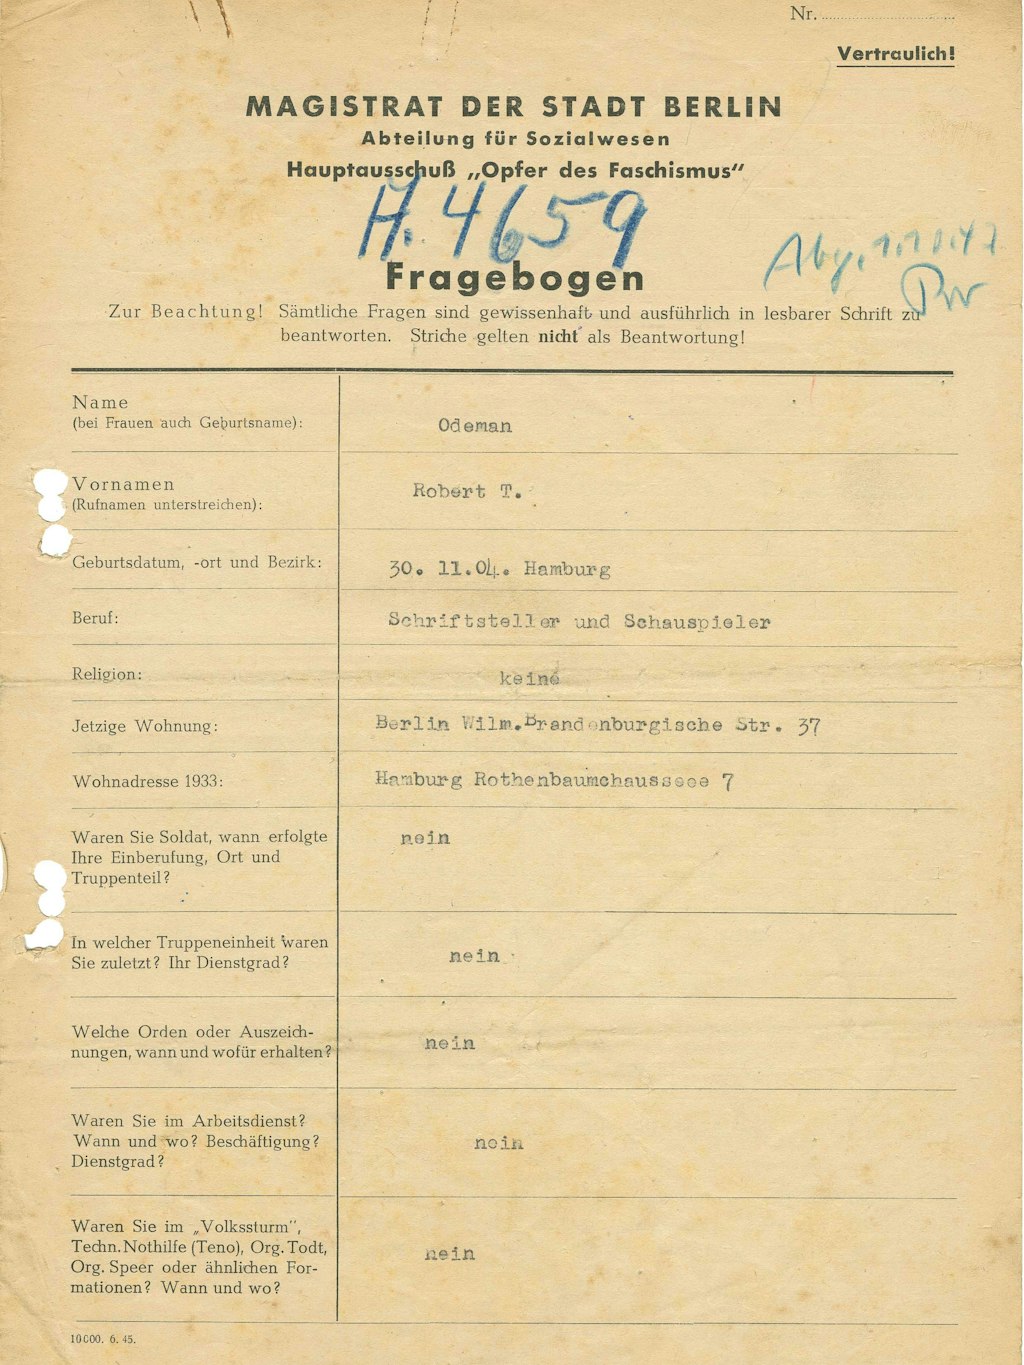 Nr.
Vertraulich!
MAGISTRAT DER STADT BERLIN
Abteilung für Sozialwesen
Hauptausschuß „Opfer des Faschismus"
H. 4659
Abg. 1.10.47
Fragebogen
Zur Beachtung! Sämtliche Fragen sind gewissenhaft und ausführlich in lesbarer Schrift zu
beantworten. Striche gelten nicht als Beantwortung!
Name
(bei Frauen auch Geburtsname):
Odeman
Vornamen
(Rufnamen unterstreichen):
Robert T.
Geburtsdatum, -ort und Bezirk:
30. 11.04. Hamburg
Beruf:
Schriftsteller und Schauspieler
Religion:
keine
Jetzige Wohnung:
Berlin Wilm.Brandenburgische Str. 37
Wohnadresse 1933:
Hamburg Rothenbaumchaussee 7
Waren Sie Soldat, wann erfolgte
Ihre Einberufung, Ort und
Truppenteil?
nein
In welcher Truppeneinheit waren
Sie zuletzt? Ihr Dienstgrad?
nein
Welche Orden oder Auszeich-
nungen, wann und wofür erhalten?
nein
Waren Sie im Arbeitsdienst?
Wann und wo? Beschäftigung?
Dienstgrad?
nein
Waren Sie im „Volkssturm",
Techn. Nothilfe (Teno), Org. Todt,
Org. Speer oder ähnlichen For-
mationen? Wann und wo?
nein
10000. 6. 45.